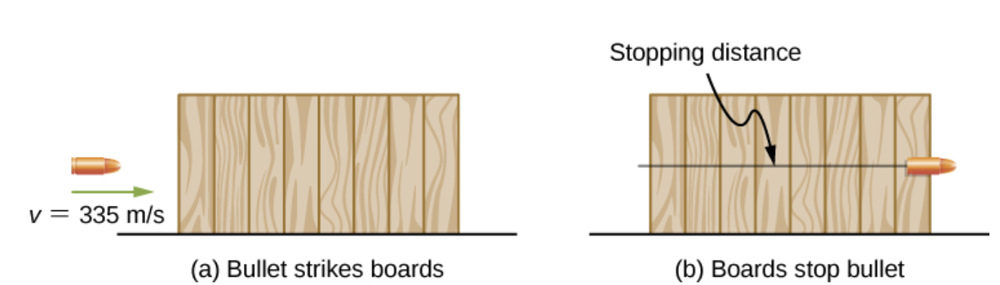 Stopping distance
v = 335 m/s
(a) Bullet strikes boards
(b) Boards stop bullet